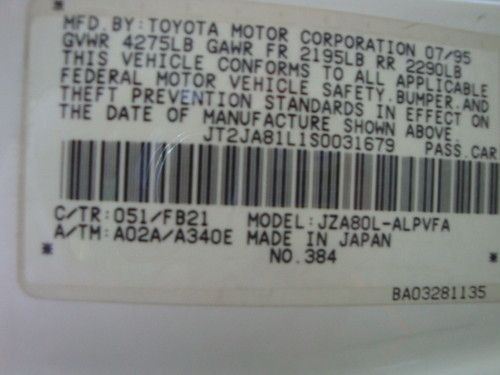 MFD. BY: TOYOTA MOTOR CORPORATION 07/95
GVWR 4275LB GAWR FR 2195LB RR 2290LB
THIS VEHICLE CONFORMS TO ALL APPLICABLE
FEDERAL MOTOR VEHICLE SAFETY, BUMPER, AND
THEFT PREVENTION STANDARDS IN EFFECT ON
THE DATE OF MANUFACTURE SHOWN ABOVE.
JT2JA81L1S0031679 PASS. CAR
C/TR: 051/FB21 MODEL: JZA80L-ALPVFA
A/TM: A02A/A340E MADE IN JAPAN
* NO. 384 *
BA03281135